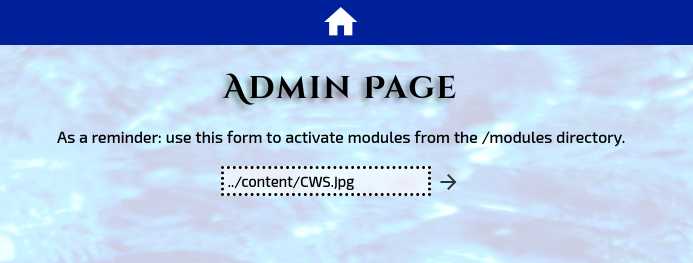 Admin Page
As a reminder: use this form to activate modules from the /modules directory.
../content/CWS.jpg